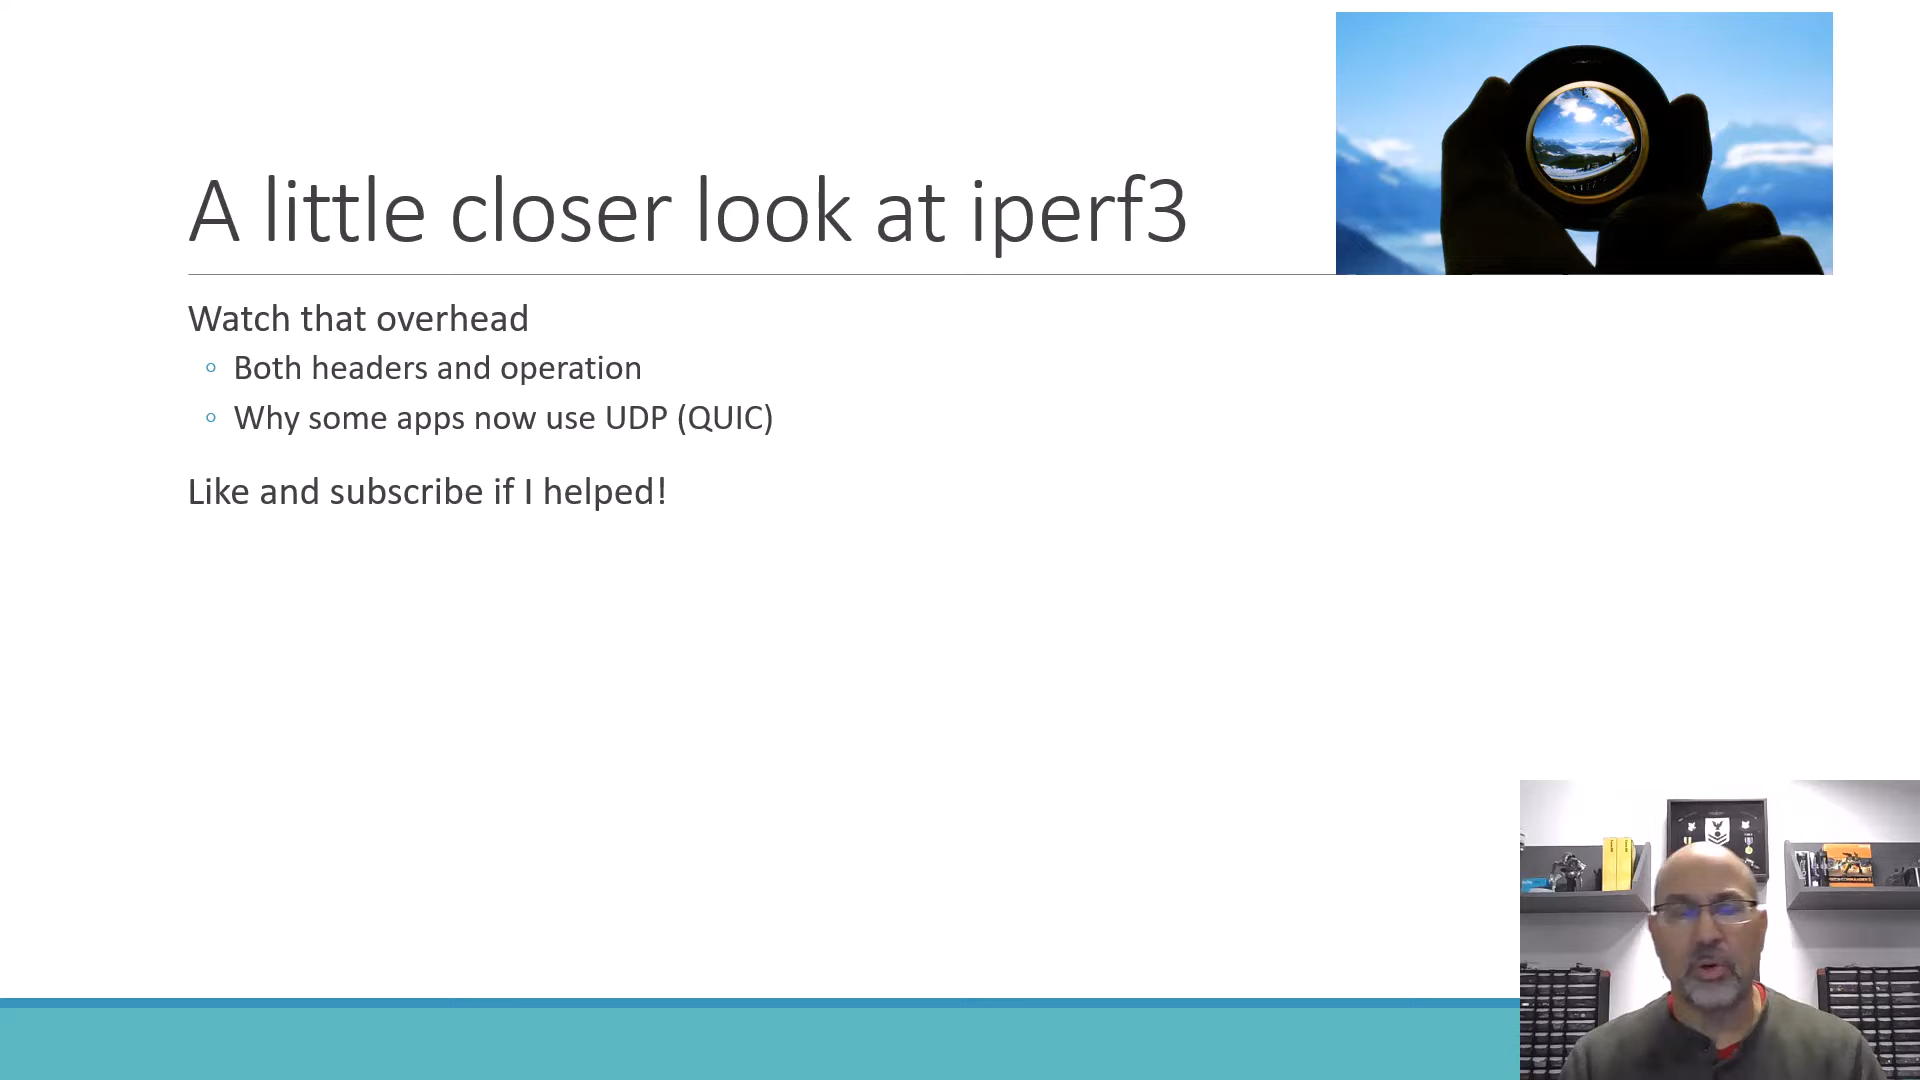 A little closer look at iperf3
Watch that overhead
Both headers and operation
Why some apps now use UDP (QUIC)
Like and subscribe if I helped!